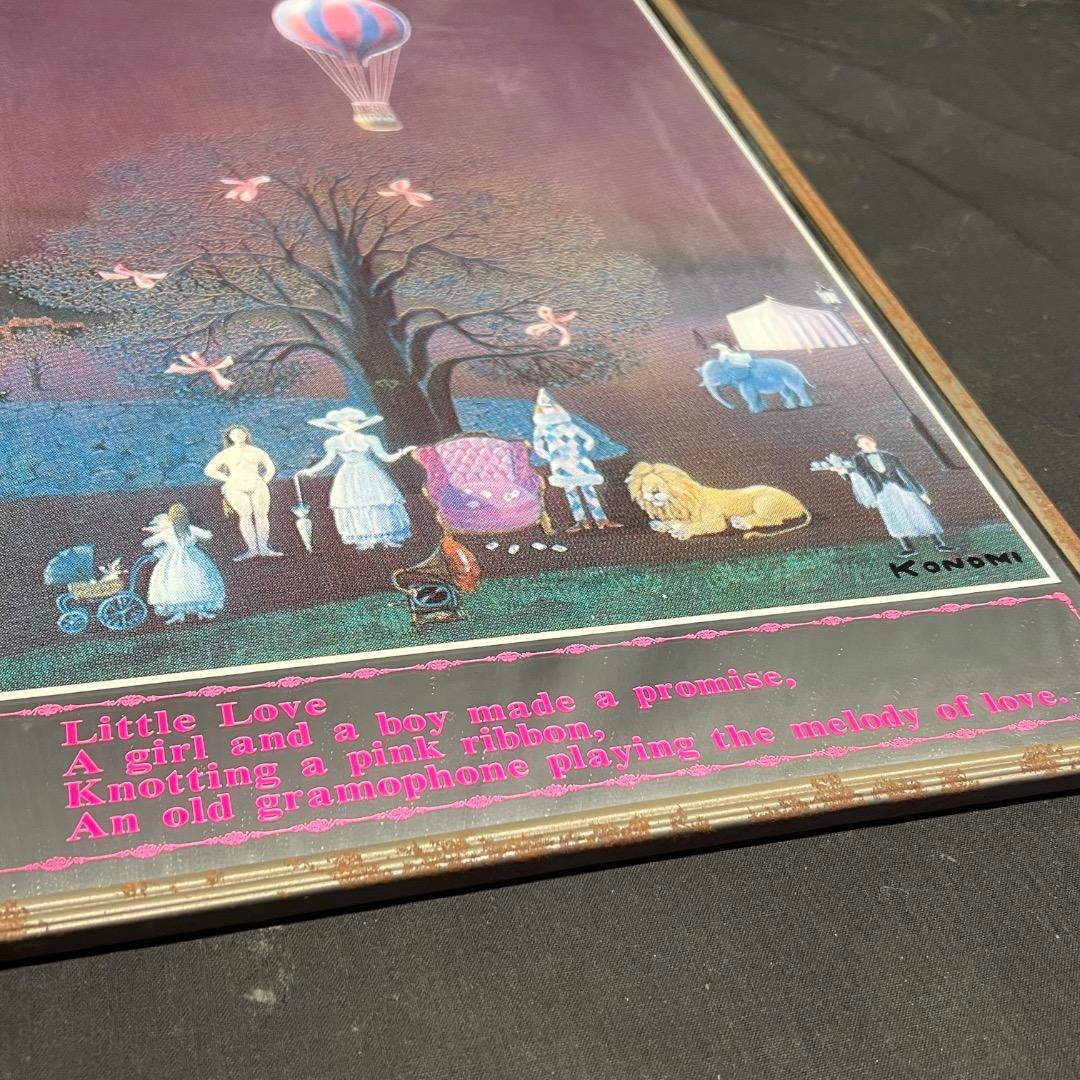 KONOMI
Little Love
A girl and a boy made a promise,
Knotting a pink ribbon,
An old gramophone playing the melody of love.